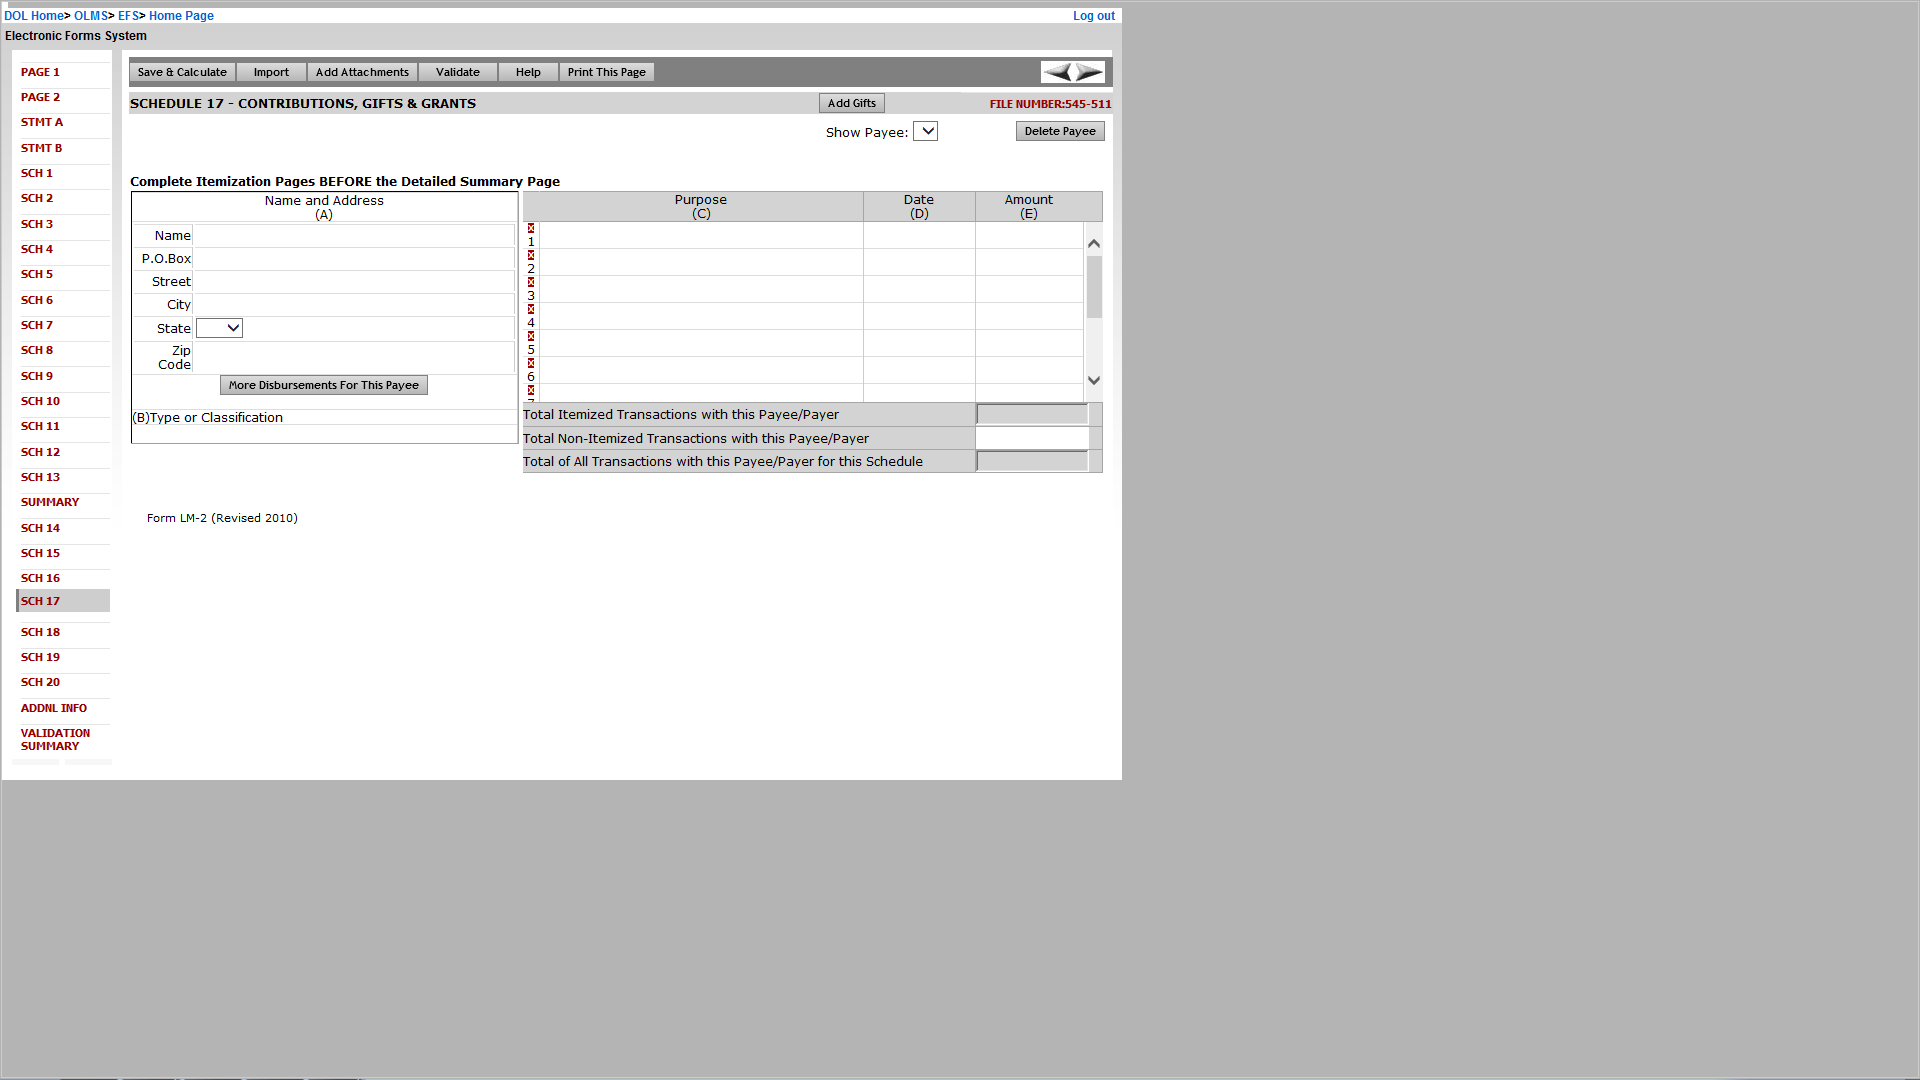 DOL Home> OLMS> EFS> Home Page Log out
Electronic Forms System
PAGE 1
PAGE 2
STMT A
STMT B
SCH 1
SCH 2
SCH 3
SCH 4
SCH 5
SCH 6
SCH 7
SCH 8
SCH 9
SCH 10
SCH 11
SCH 12
SCH 13
SUMMARY
SCH 14
SCH 15
SCH 16
SCH 17
SCH 18
SCH 19
SCH 20
ADDNL INFO
VALIDATION
SUMMARY
Save & Calculate Import Add Attachments Validate Help Print This Page
SCHEDULE 17 - CONTRIBUTIONS, GIFTS & GRANTS Add Gifts FILE NUMBER:545-511
Show Payee: Delete Payee
Complete Itemization Pages BEFORE the Detailed Summary Page
Name and Address
(A)
Name
P.O.Box
Street
City
State
Zip
Code
More Disbursements For This Payee
(B)Type or Classification
Purpose Date Amount
(C) (D) (E)
x
1
x
2
x
3
x
4
x
5
x
6
x
Total Itemized Transactions with this Payee/Payer
Total Non-Itemized Transactions with this Payee/Payer
Total of All Transactions with this Payee/Payer for this Schedule
Form LM-2 (Revised 2010)